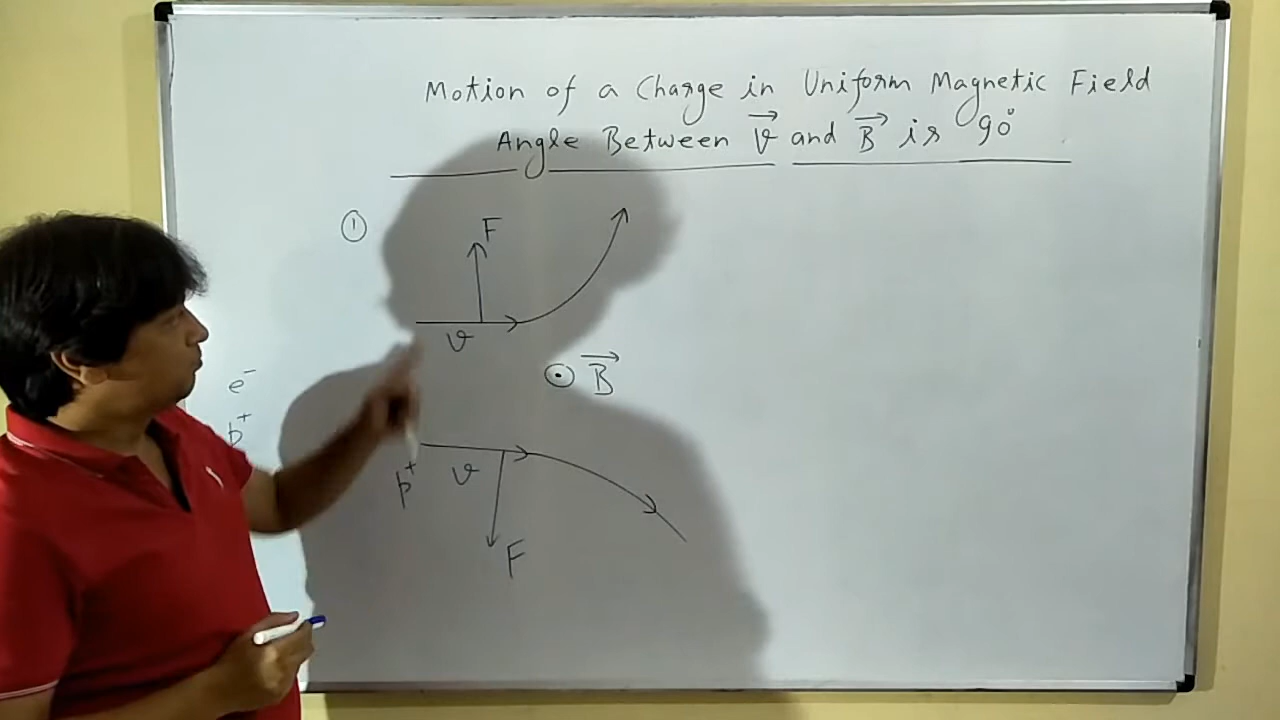 Motion of a Charge in Uniform Magnetic Field
Angle Between v⃗ and B⃗ is 90°
①
F
v
⊙ B⃗
e⁻
p⁺
p⁺ v
F